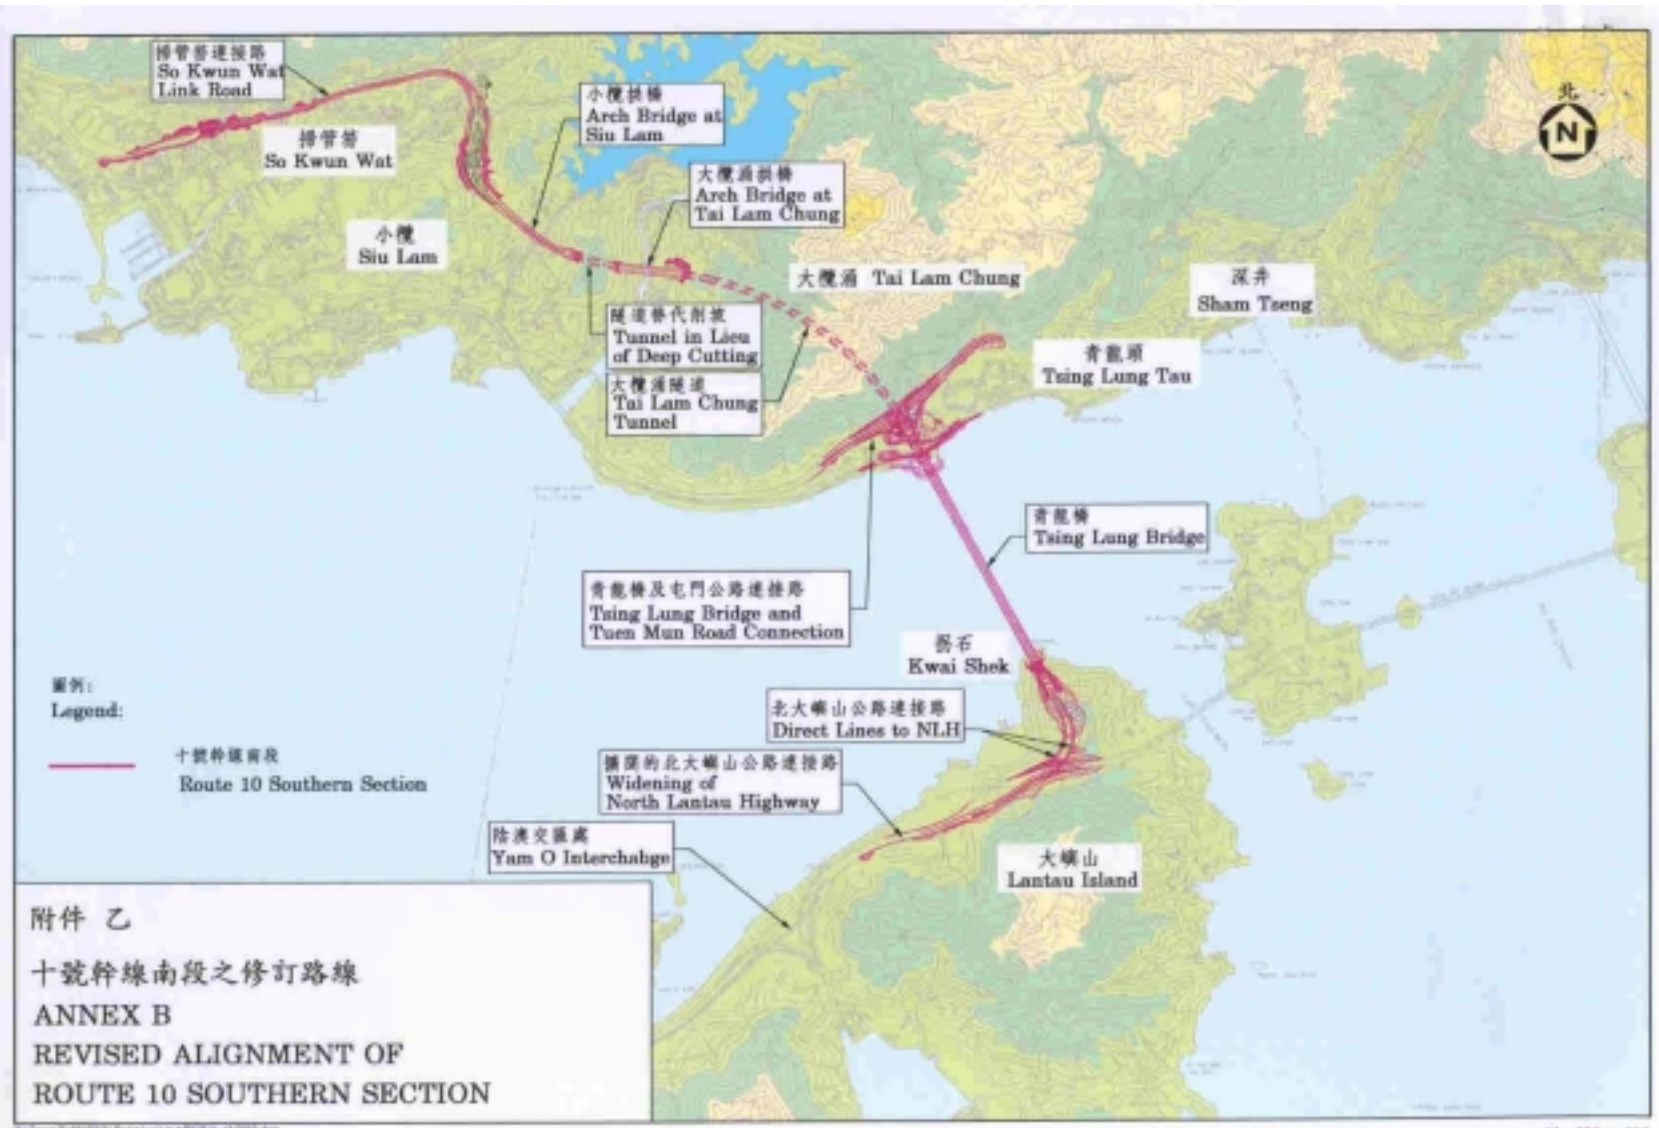 掃管笏連接路
So Kwun Wat
Link Road
掃管笏
So Kwun Wat
小欖拱橋
Arch Bridge at
Siu Lam
大欖涌拱橋
Arch Bridge at
Tai Lam Chung
北
N
小欖
Siu Lam
大欖涌 Tai Lam Chung
深井
Sham Tseng
隧道替代削坡
Tunnel in Lieu
of Deep Cutting
青龍頭
Tsing Lung Tau
大欖涌隧道
Tai Lam Chung
Tunnel
青龍橋
Tsing Lung Bridge
青龍橋及屯門公路連接路
Tsing Lung Bridge and
Tuen Mun Road Connection
拐石
Kwai Shek
圖例:
Legend:
十號幹線南段
Route 10 Southern Section
北大嶼山公路連接路
Direct Lines to NLH
擴闊的北大嶼山公路連接路
Widening of
North Lantau Highway
陰澳交匯處
Yam O Interchabge
大嶼山
Lantau Island
附件 乙
十號幹線南段之修訂路線
ANNEX B
REVISED ALIGNMENT OF
ROUTE 10 SOUTHERN SECTION